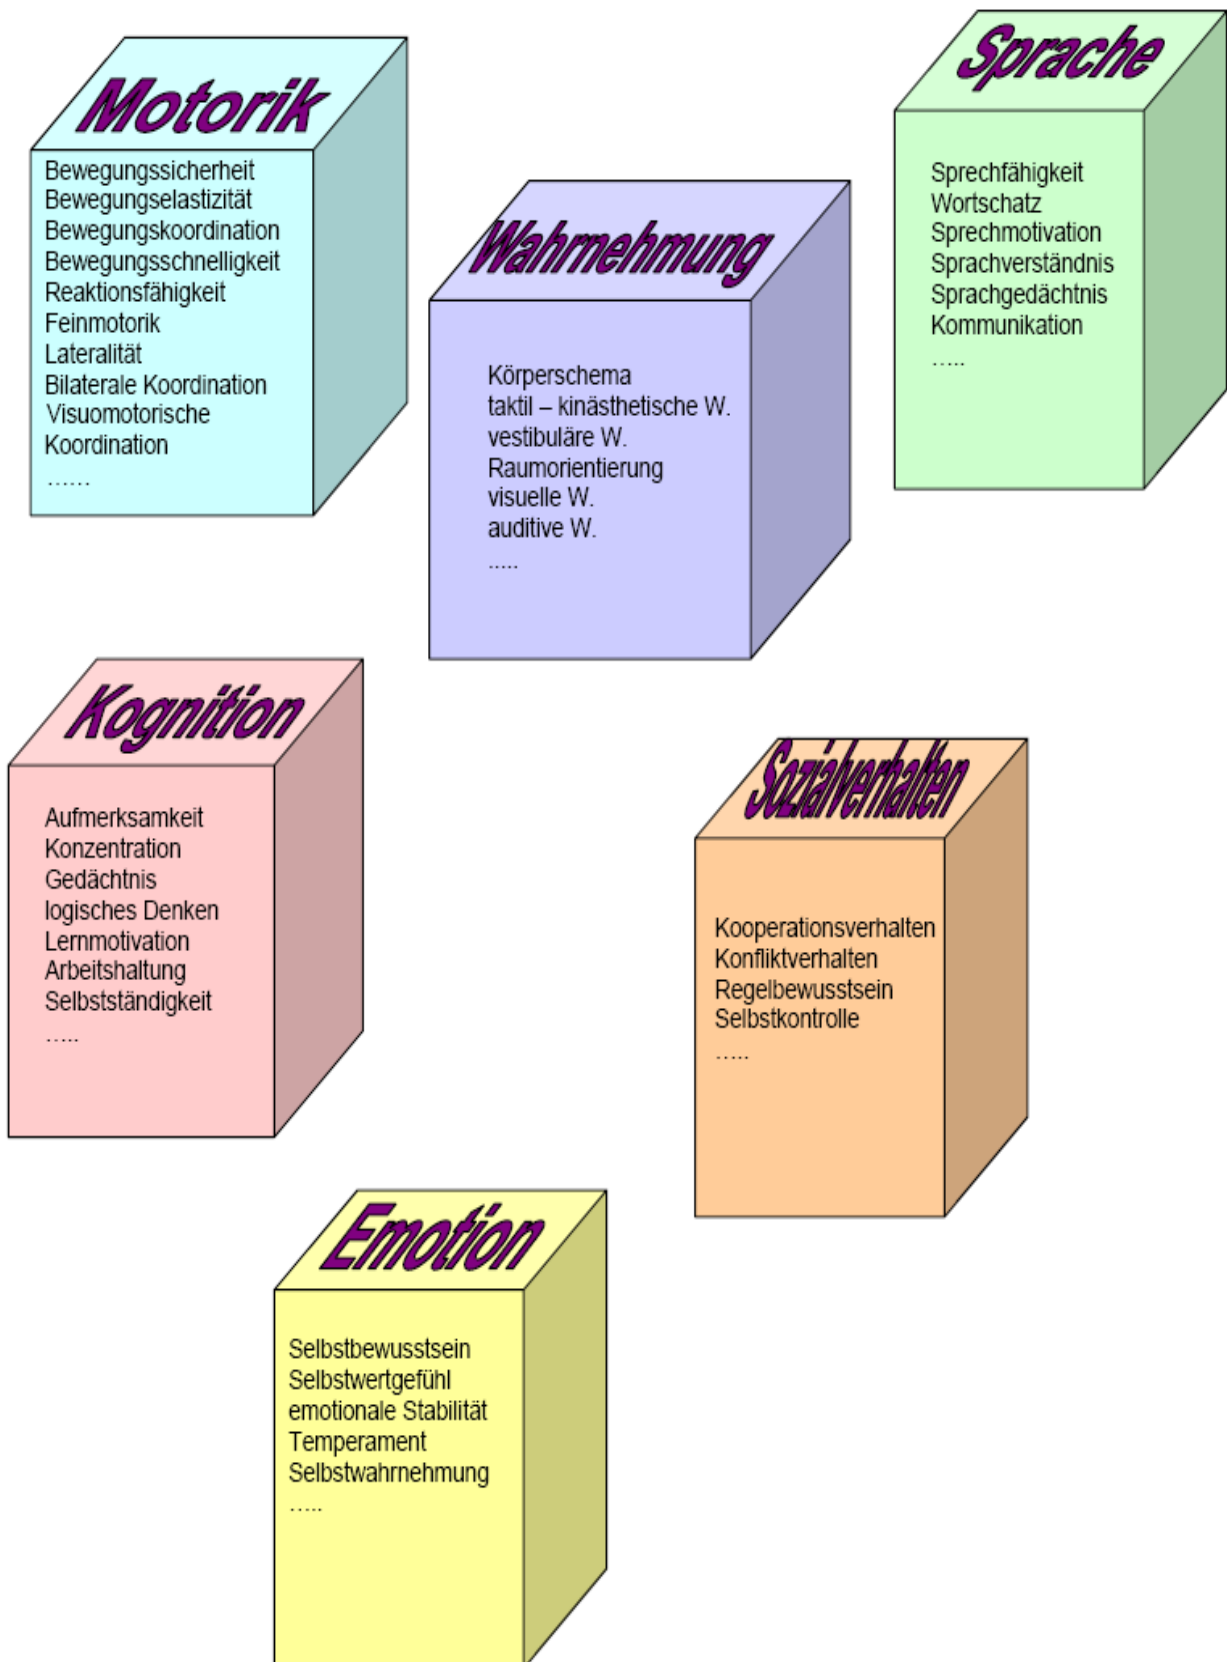 Motorik
Bewegungssicherheit
Bewegungselastizität
Bewegungskoordination
Bewegungsschnelligkeit
Reaktionsfähigkeit
Feinmotorik
Lateralität
Bilaterale Koordination
Visuomotorische
Koordination
……
Wahrnehmung
Körperschema
taktil – kinästhetische W.
vestibuläre W.
Raumorientierung
visuelle W.
auditive W.
.....
Sprache
Sprechfähigkeit
Wortschatz
Sprechmotivation
Sprachverständnis
Sprachgedächtnis
Kommunikation
…..
Kognition
Aufmerksamkeit
Konzentration
Gedächtnis
logisches Denken
Lernmotivation
Arbeitshaltung
Selbstständigkeit
…..
Sozialverhalten
Kooperationsverhalten
Konfliktverhalten
Regelbewusstsein
Selbstkontrolle
…..
Emotion
Selbstbewusstsein
Selbstwertgefühl
emotionale Stabilität
Temperament
Selbstwahrnehmung
…..